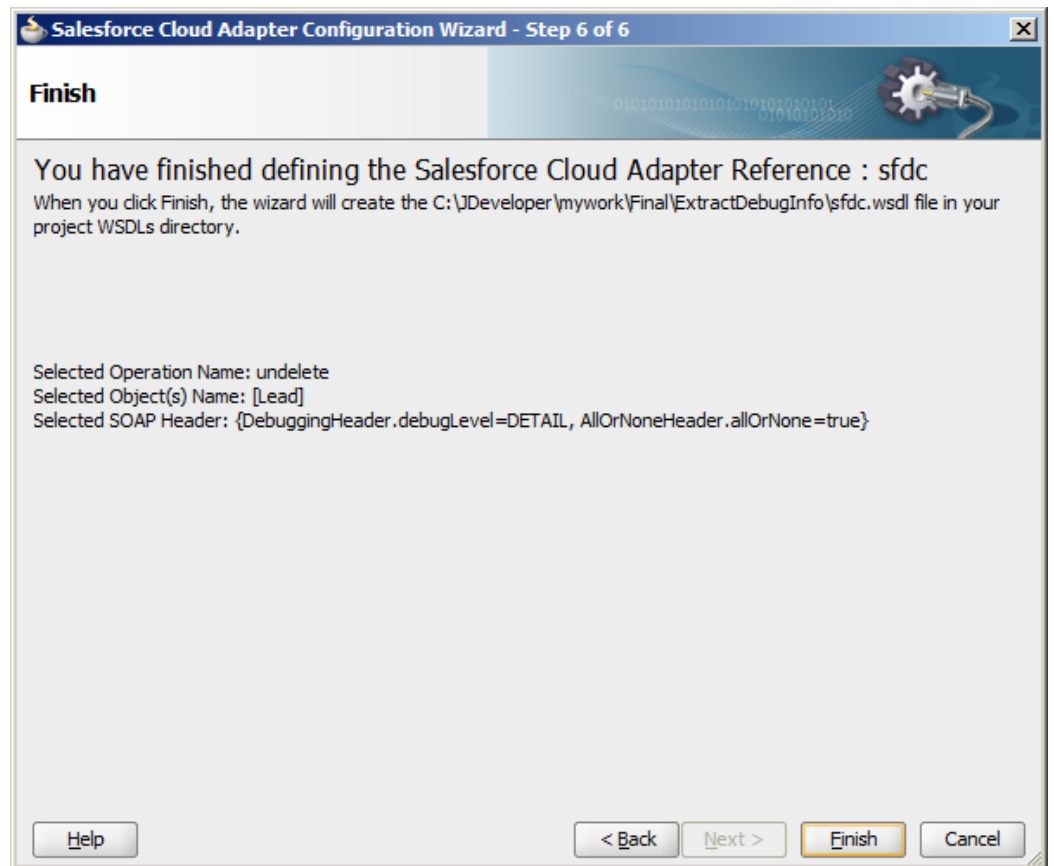 Salesforce Cloud Adapter Configuration Wizard - Step 6 of 6
Finish
You have finished defining the Salesforce Cloud Adapter Reference : sfdc
When you click Finish, the wizard will create the C:\JDeveloper\mywork\Final\ExtractDebugInfo\sfdc.wsdl file in your
project WSDLs directory.
Selected Operation Name: undelete
Selected Object(s) Name: [Lead]
Selected SOAP Header: {DebuggingHeader.debugLevel=DETAIL, AllOrNoneHeader.allOrNone=true}
Help
< Back
Next >
Finish
Cancel